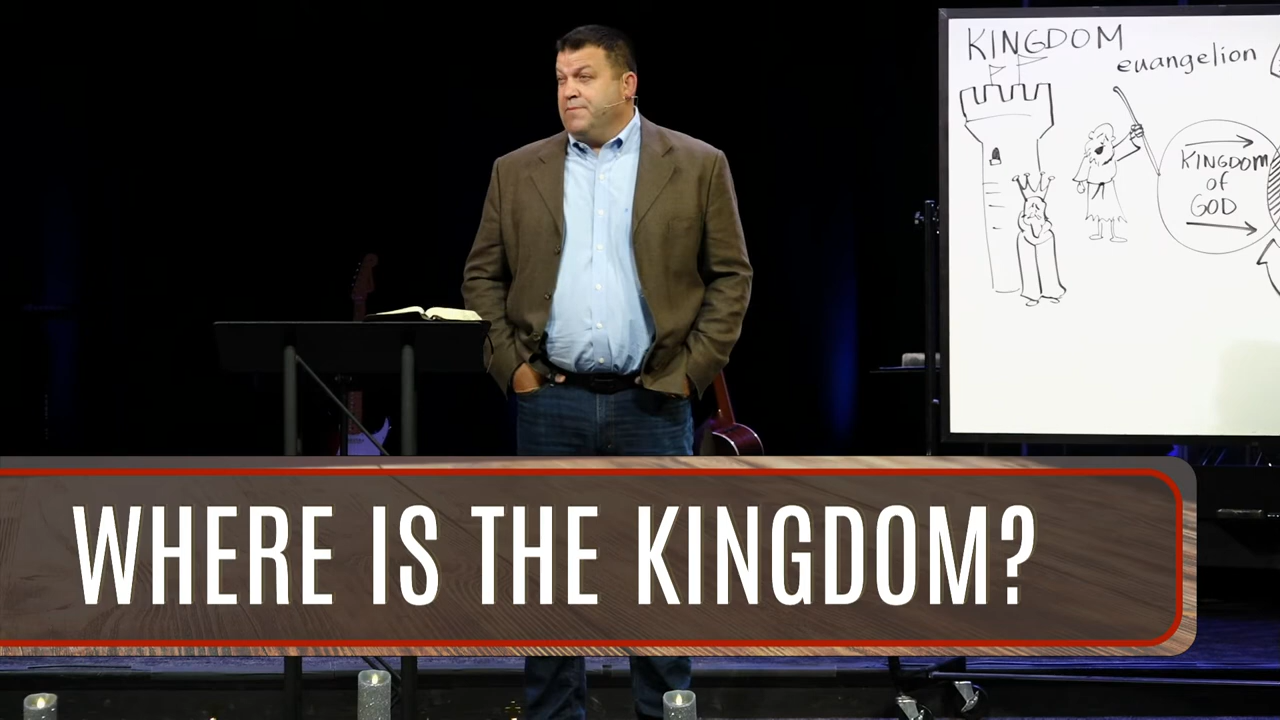 KINGDOM
euangelion
KINGDOM
of
GOD
WHERE IS THE KINGDOM?